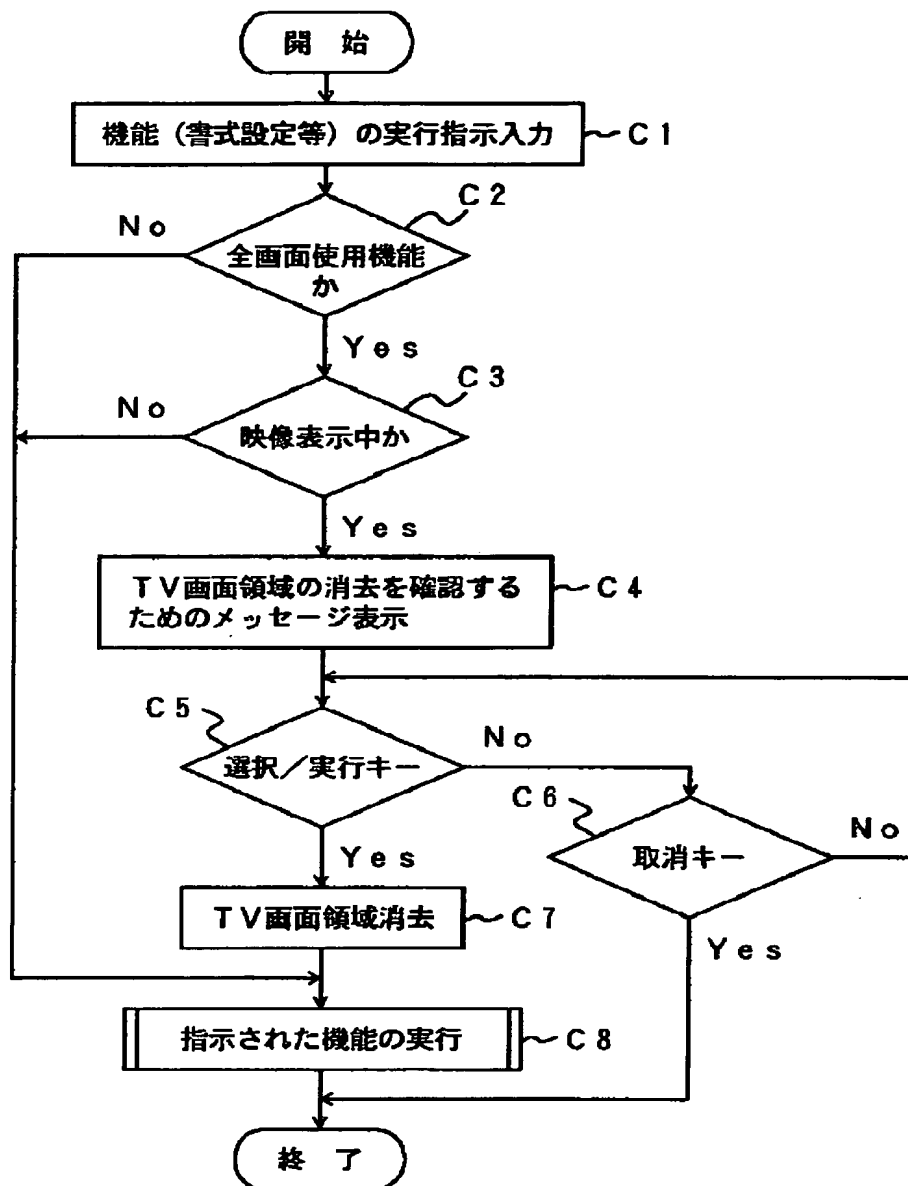 開 始
機能（書式設定等）の実行指示入力
C1
C2
No
全画面使用機能
か
Yes
C3
No
映像表示中か
Yes
TV画面領域の消去を確認する
ためのメッセージ表示
C4
C5
No
選択／実行キー
C6
No
取消キー
Yes
TV画面領域消去
C7
Yes
指示された機能の実行
C8
終 了